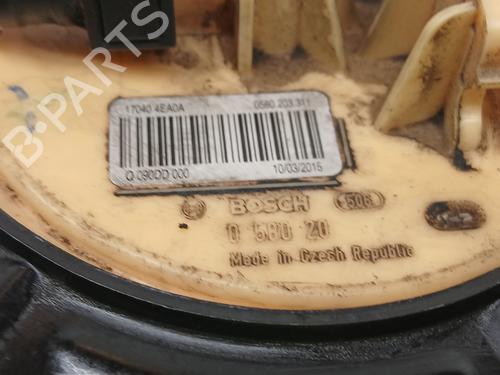 17040 4EA0A 0580 203 311
Q 090DD 000 10/03/2015
BOSCH 506
0 580 20
Made in Czech Republic
B-PARTS